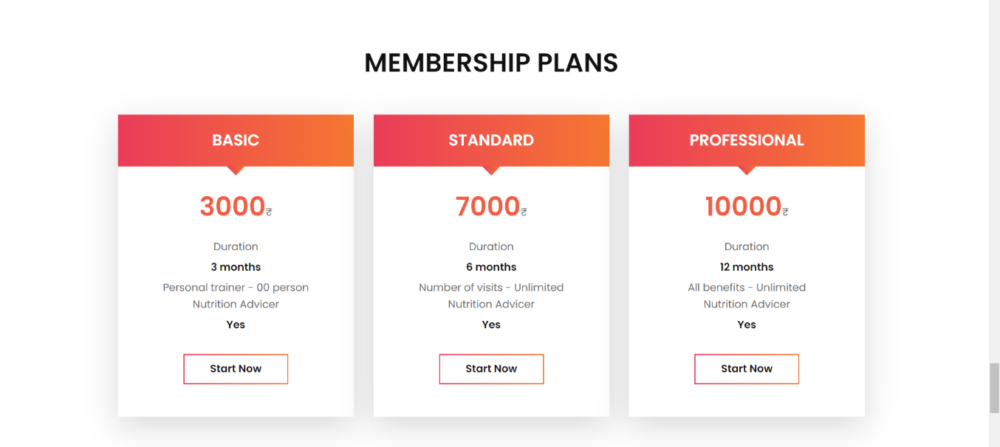 MEMBERSHIP PLANS
BASIC
3000₹
Duration
3 months
Personal trainer - 00 person
Nutrition Advicer
Yes
Start Now
STANDARD
7000₹
Duration
6 months
Number of visits - Unlimited
Nutrition Advicer
Yes
Start Now
PROFESSIONAL
10000₹
Duration
12 months
All benefits - Unlimited
Nutrition Advicer
Yes
Start Now